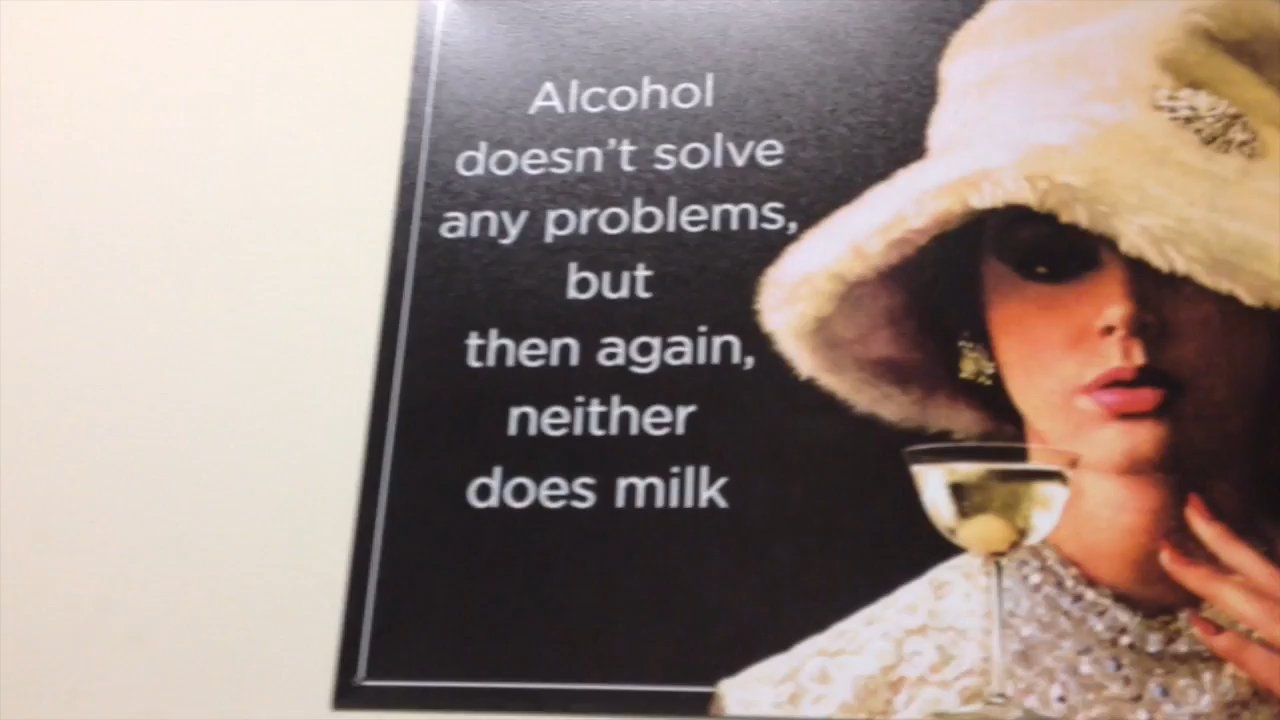 Alcohol
doesn't solve
any problems,
but
then again,
neither
does milk